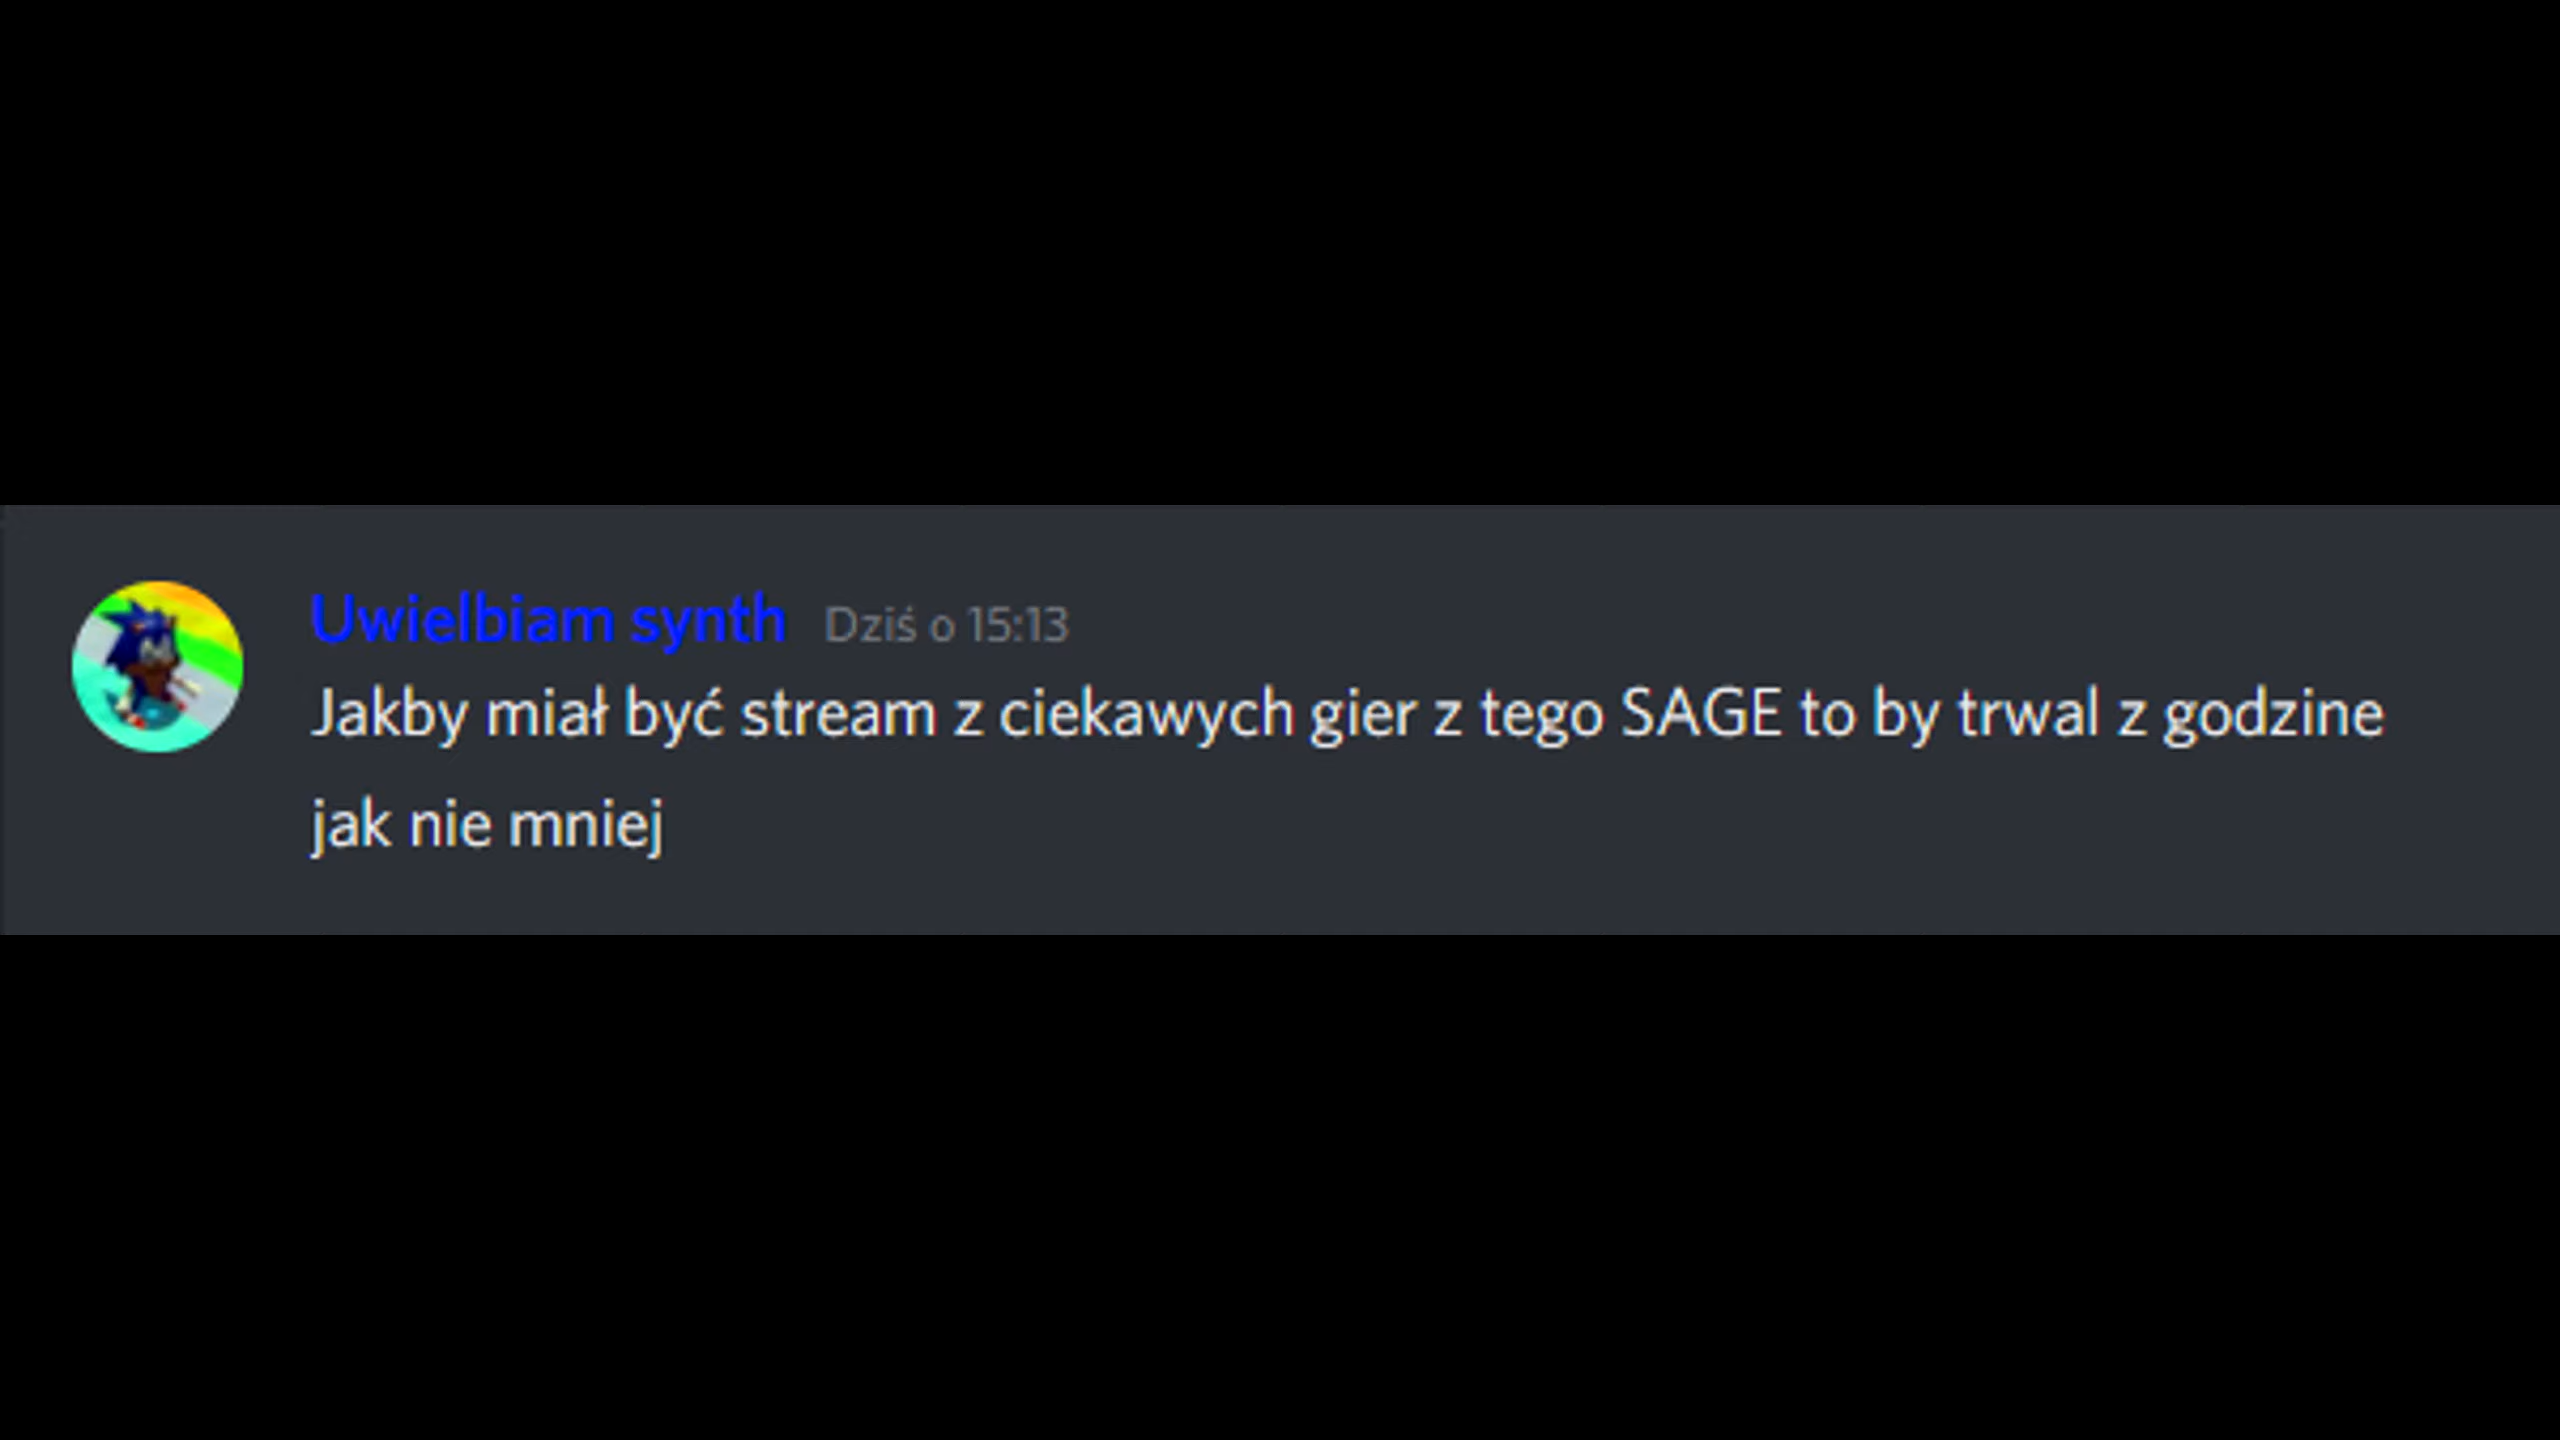 Uwielbiam synth Dziś o 15:13
Jakby miał być stream z ciekawych gier z tego SAGE to by trwal z godzine
jak nie mniej